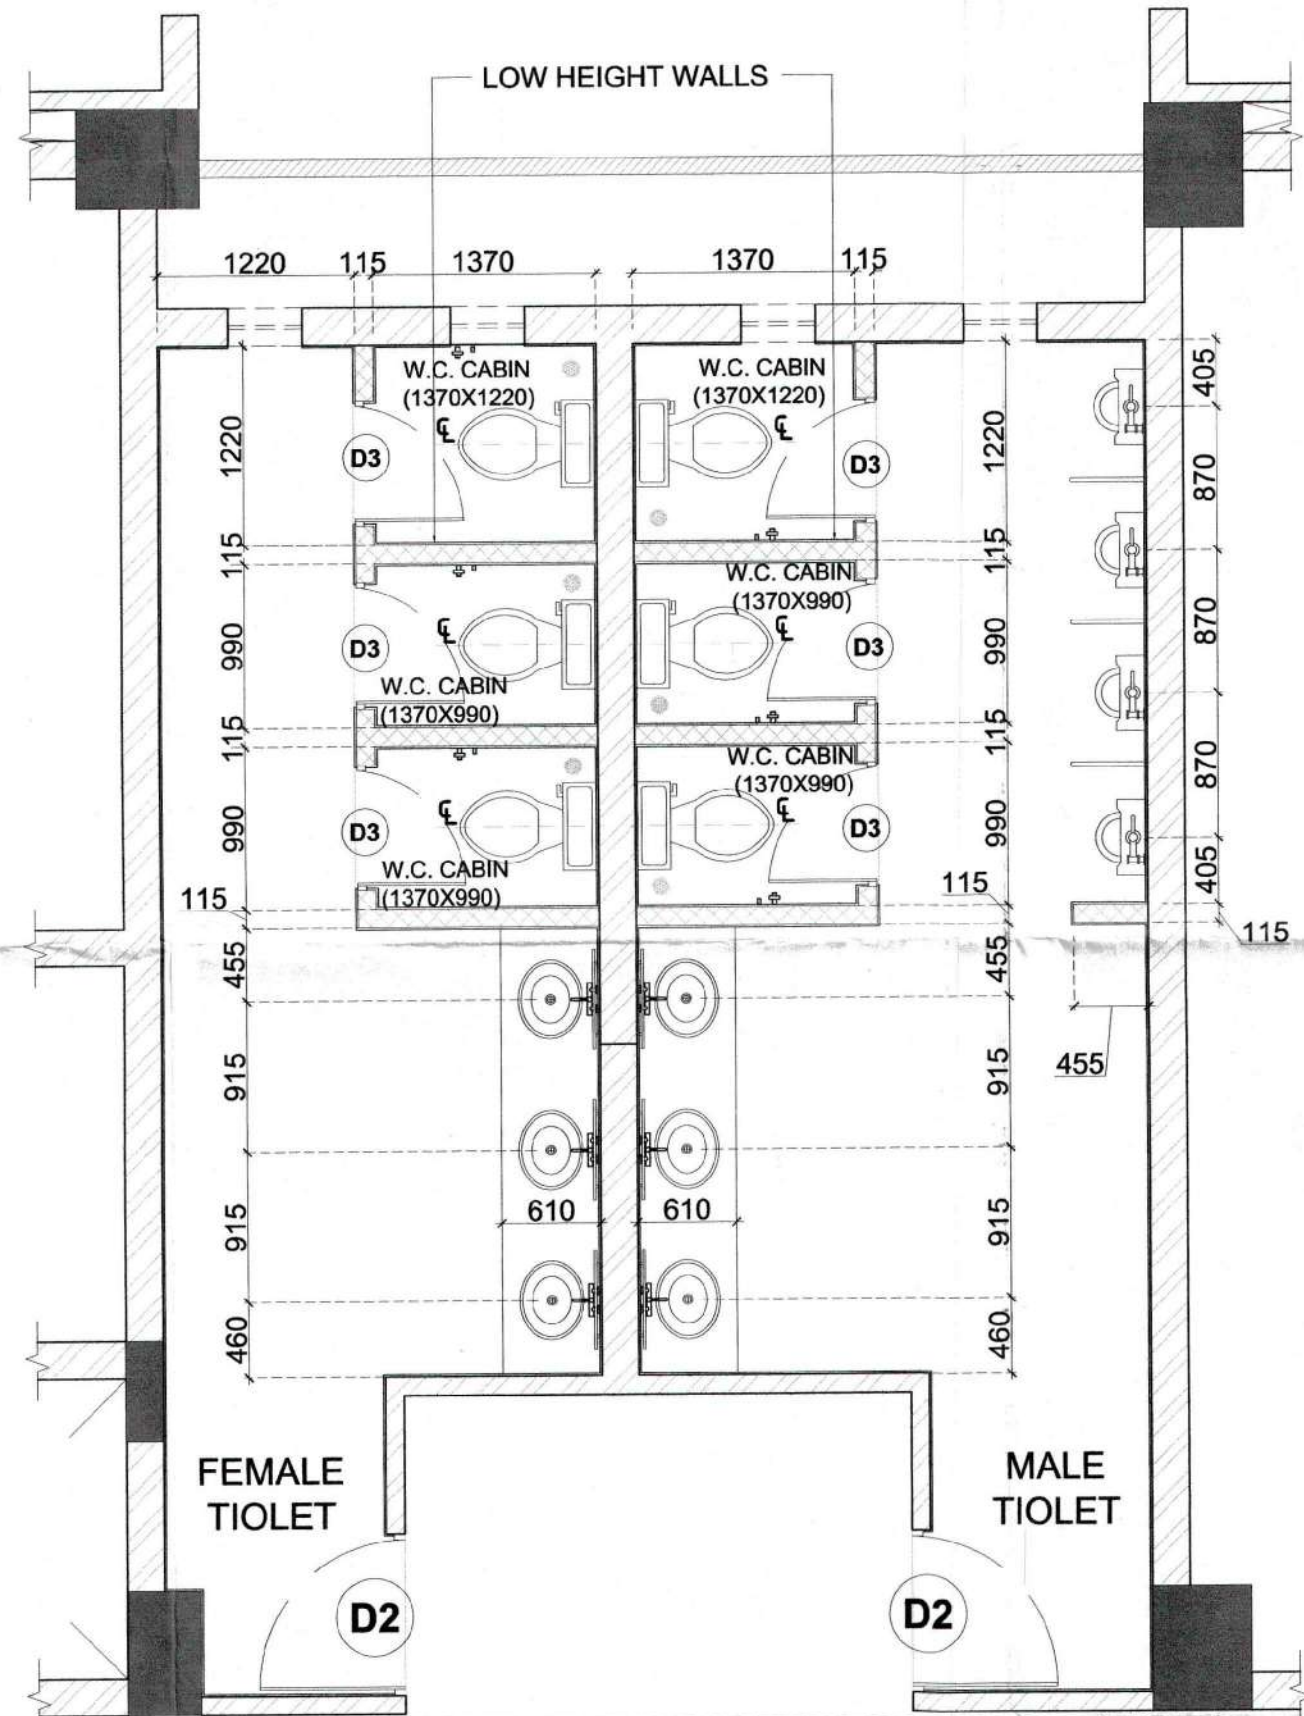 LOW HEIGHT WALLS
1220 115 1370 1370 115
W.C. CABIN
(1370X1220)
W.C. CABIN
(1370X1220)
405
1220
℄
℄
1220
D3
D3
870
115
115
W.C. CABIN
(1370X990)
870
990
℄
℄
990
D3
D3
W.C. CABIN
(1370X990)
115
115
W.C. CABIN
(1370X990)
870
990
℄
℄
990
D3
D3
W.C. CABIN
(1370X990)
405
115
115
115
455
455
455
915
915
610
610
915
915
460
460
FEMALE
TIOLET
MALE
TIOLET
D2
D2